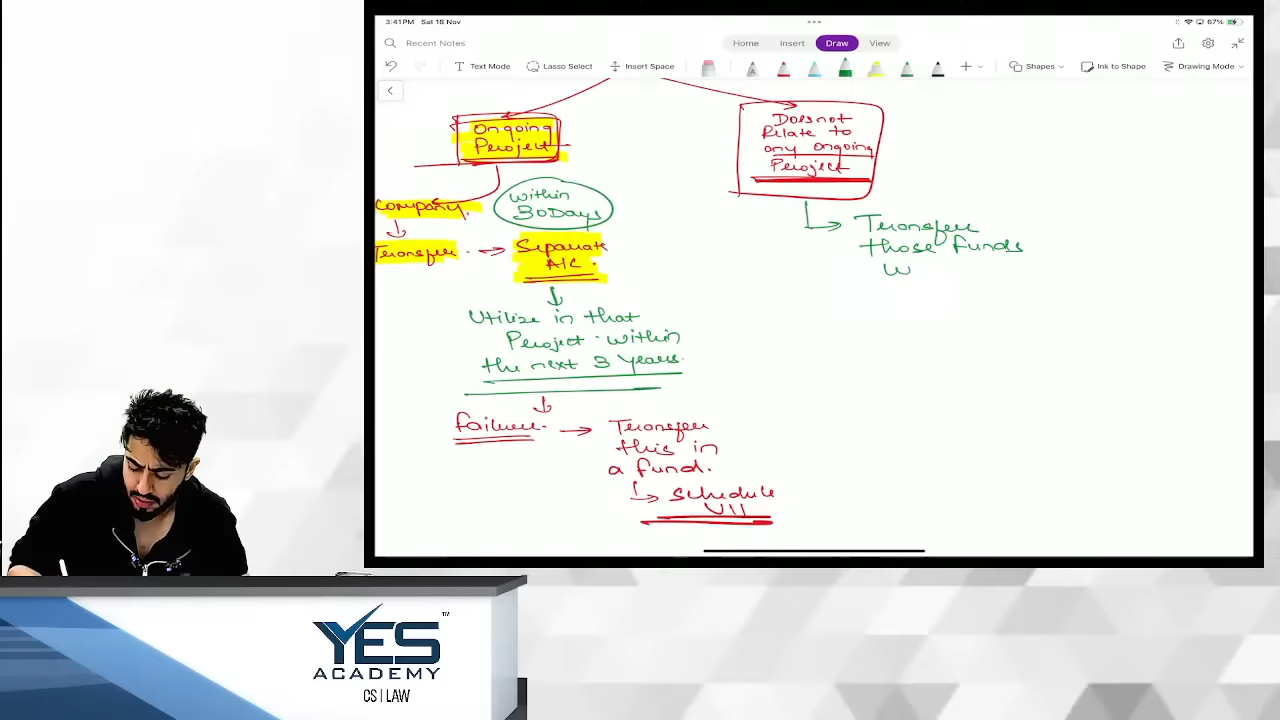 3:41PM Sat 18 Nov
67%
Recent Notes
Home
Insert
Draw
View
Text Mode
Lasso Select
Insert Space
Shapes
Ink to Shape
Drawing Mode
Ongoing
Project
Does not
Relate to
any ongoing
Project
Company.
Within
30 Days
Transfer
Separate
A/C.
Transfer
those funds
W
Utilize in that
Project within
the next 3 years.
Failure
Transfer
this in
a fund.
Schedule
VII
YES
TM
ACADEMY
CS | LAW